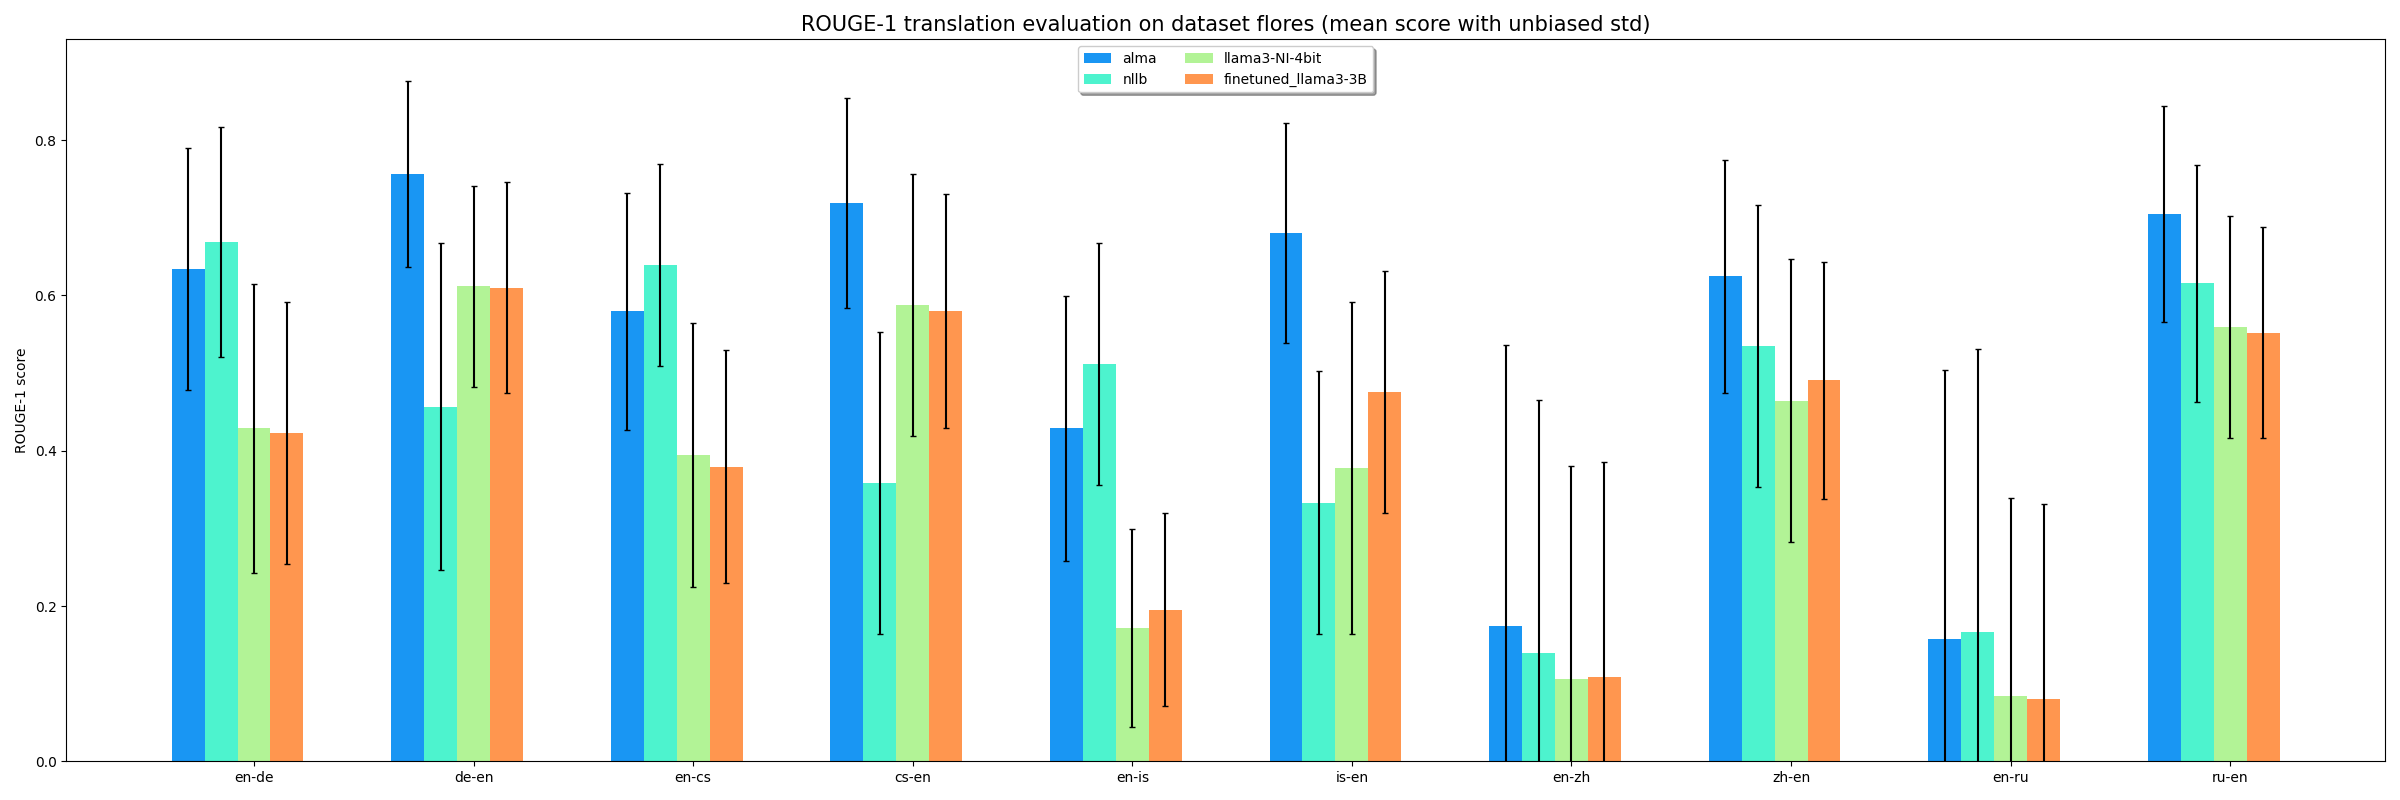 ROUGE-1 translation evaluation on dataset flores (mean score with unbiased std)
alma
nllb
llama3-NI-4bit
finetuned_llama3-3B
ROUGE-1 score
0.8
0.6
0.4
0.2
0.0
en-de de-en en-cs cs-en en-is is-en en-zh zh-en en-ru ru-en